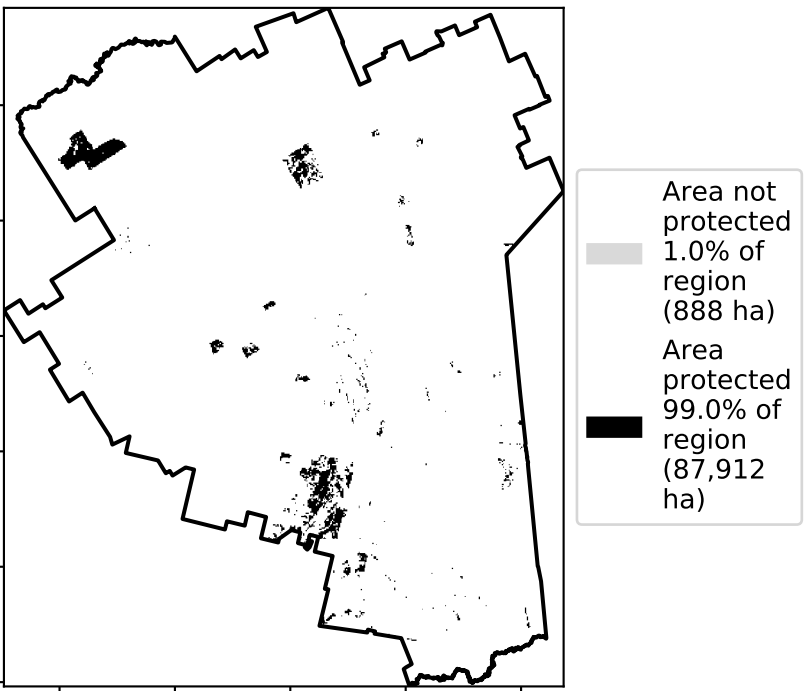 Area not
protected
1.0% of
region
(888 ha)
Area
protected
99.0% of
region
(87,912
ha)